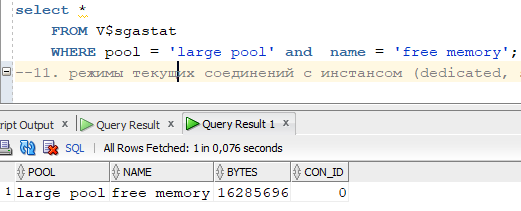 select *
FROM V$sgastat
WHERE pool = 'large pool' and name = 'free memory';
--11. режимы текущих соединений с инстансом (dedicated,
ript Output × Query Result × Query Result 1 ×
SQL | All Rows Fetched: 1 in 0,076 seconds
POOL NAME BYTES CON_ID
1 large pool free memory 16285696 0